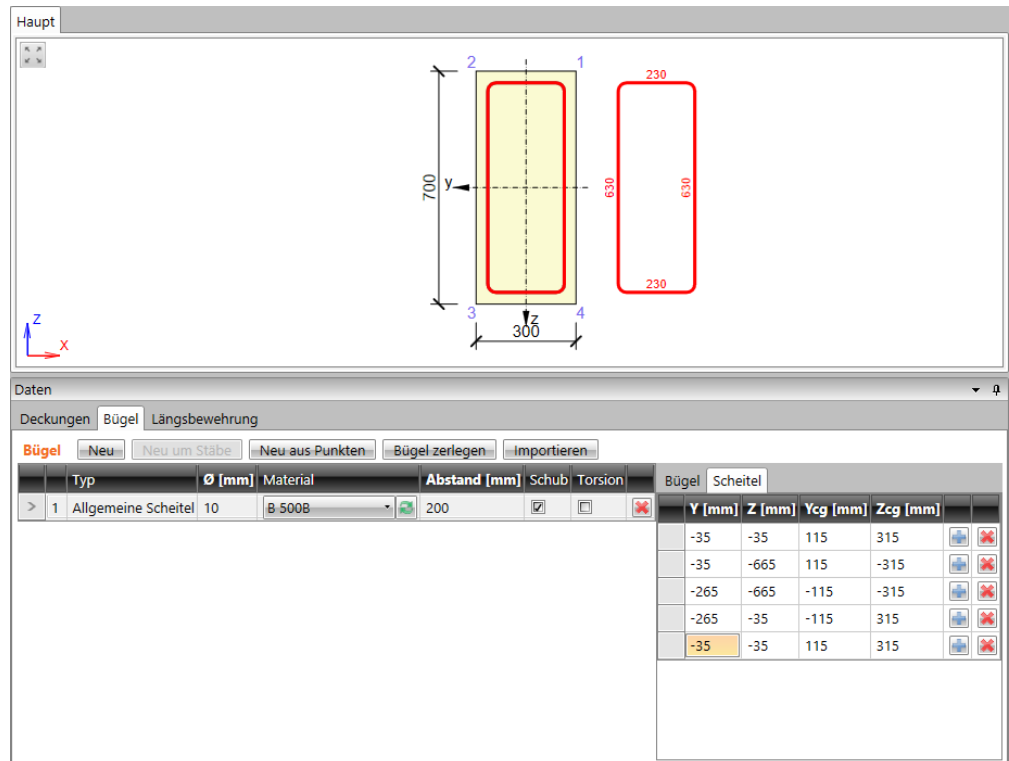 Haupt
2 1
230
700
y
630 630
230
3 4
z
300
Z
X
Daten
Deckungen Bügel Längsbewehrung
Bügel Neu Neu um Stäbe Neu aus Punkten Bügel zerlegen Importieren
Typ Ø [mm] Material Abstand [mm] Schub Torsion
> 1 Allgemeine Scheitel 10 B 500B 200
Bügel Scheitel
Y [mm] Z [mm] Ycg [mm] Zcg [mm]
-35 -35 115 315
-35 -665 115 -315
-265 -665 -115 -315
-265 -35 -115 315
-35 -35 115 315